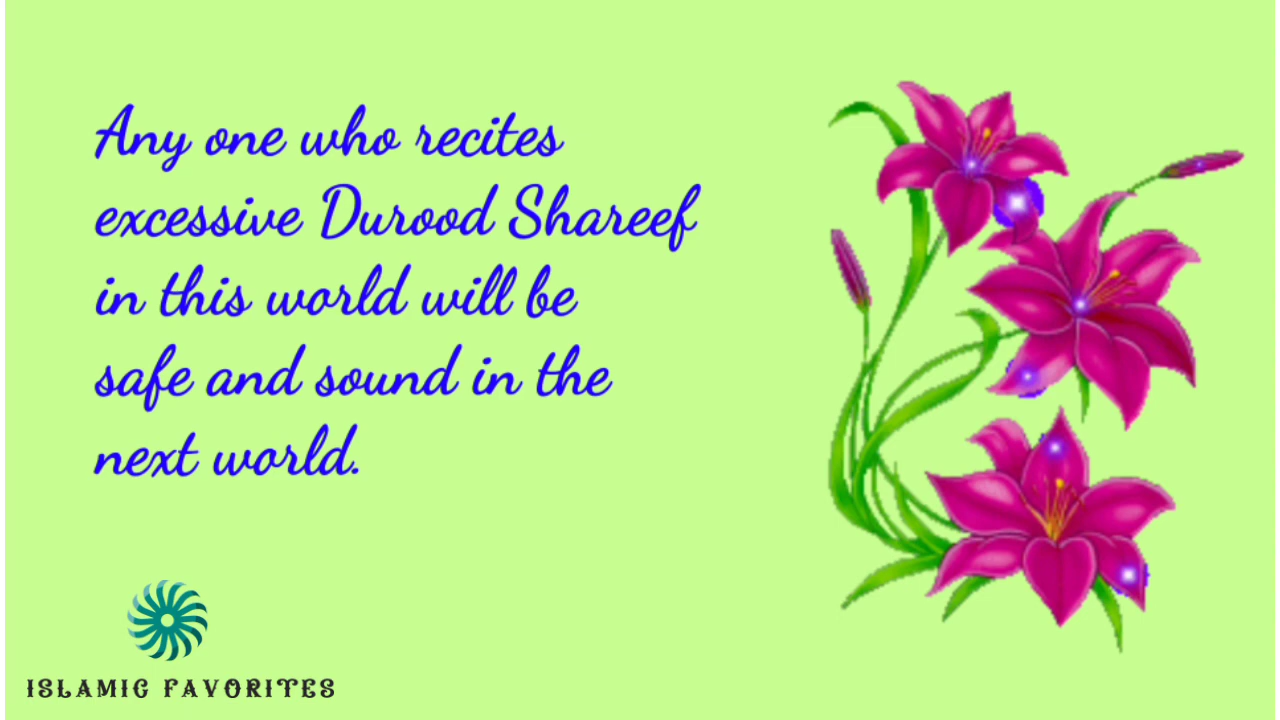 Any one who recites
excessive Durood Shareef
in this world will be
safe and sound in the
next world.
ISLAMIC FAVORITES